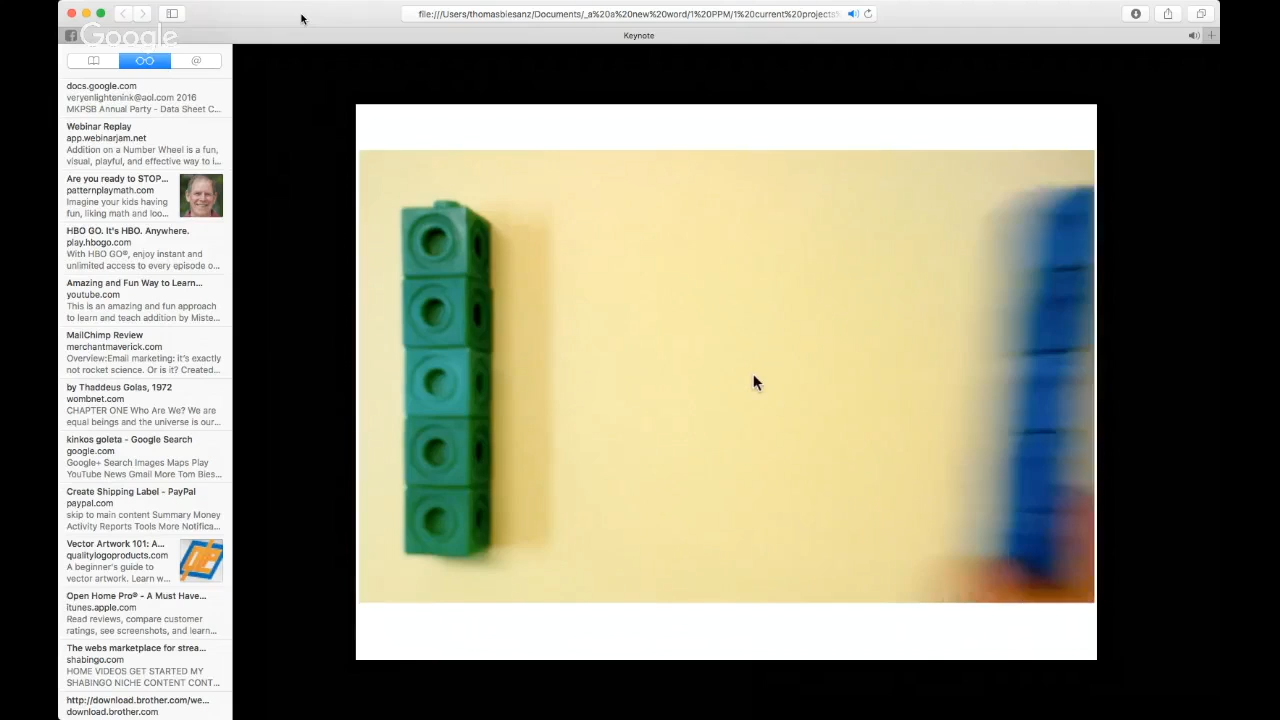 file:///Users/thomasbiesanz/Documents/_a%20a%20new%20word/1%20PPM/1%20current%20projects%
Google
Keynote
docs.google.com
veryenlightenink@aol.com 2016
MKPSB Annual Party - Data Sheet C...
Webinar Replay
app.webinarjam.net
Addition on a Number Wheel is a fun,
visual, playful, and effective way to i...
Are you ready to STOP...
patternplaymath.com
Imagine your kids having
fun, liking math and loo...
HBO GO. It's HBO. Anywhere.
play.hbogo.com
With HBO GO®, enjoy instant and
unlimited access to every episode o...
Amazing and Fun Way to Learn...
youtube.com
This is an amazing and fun approach
to learn and teach addition by Miste...
MailChimp Review
merchantmaverick.com
Overview:Email marketing: it's exactly
not rocket science. Or is it? Created...
by Thaddeus Golas, 1972
wombnet.com
CHAPTER ONE Who Are We? We are
equal beings and the universe is our...
kinkos goleta - Google Search
google.com
Google+ Search Images Maps Play
YouTube News Gmail More Tom Bies...
Create Shipping Label - PayPal
paypal.com
skip to main content Summary Money
Activity Reports Tools More Notifica...
Vector Artwork 101: A...
qualitylogoproducts.com
A beginner's guide to
vector artwork. Learn w...
Open Home Pro® - A Must Have...
itunes.apple.com
Read reviews, compare customer
ratings, see screenshots, and learn...
The webs marketplace for strea...
shabingo.com
HOME VIDEOS GET STARTED MY
SHABINGO NICHE CONTENT CONT...
http://download.brother.com/we...
download.brother.com